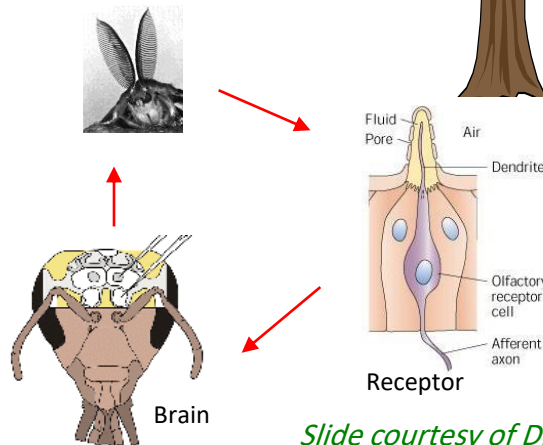 Fluid
Pore
Air
Dendrite
Olfactory
receptor
cell
Afferent
axon
Receptor
Brain
Slide courtesy of D